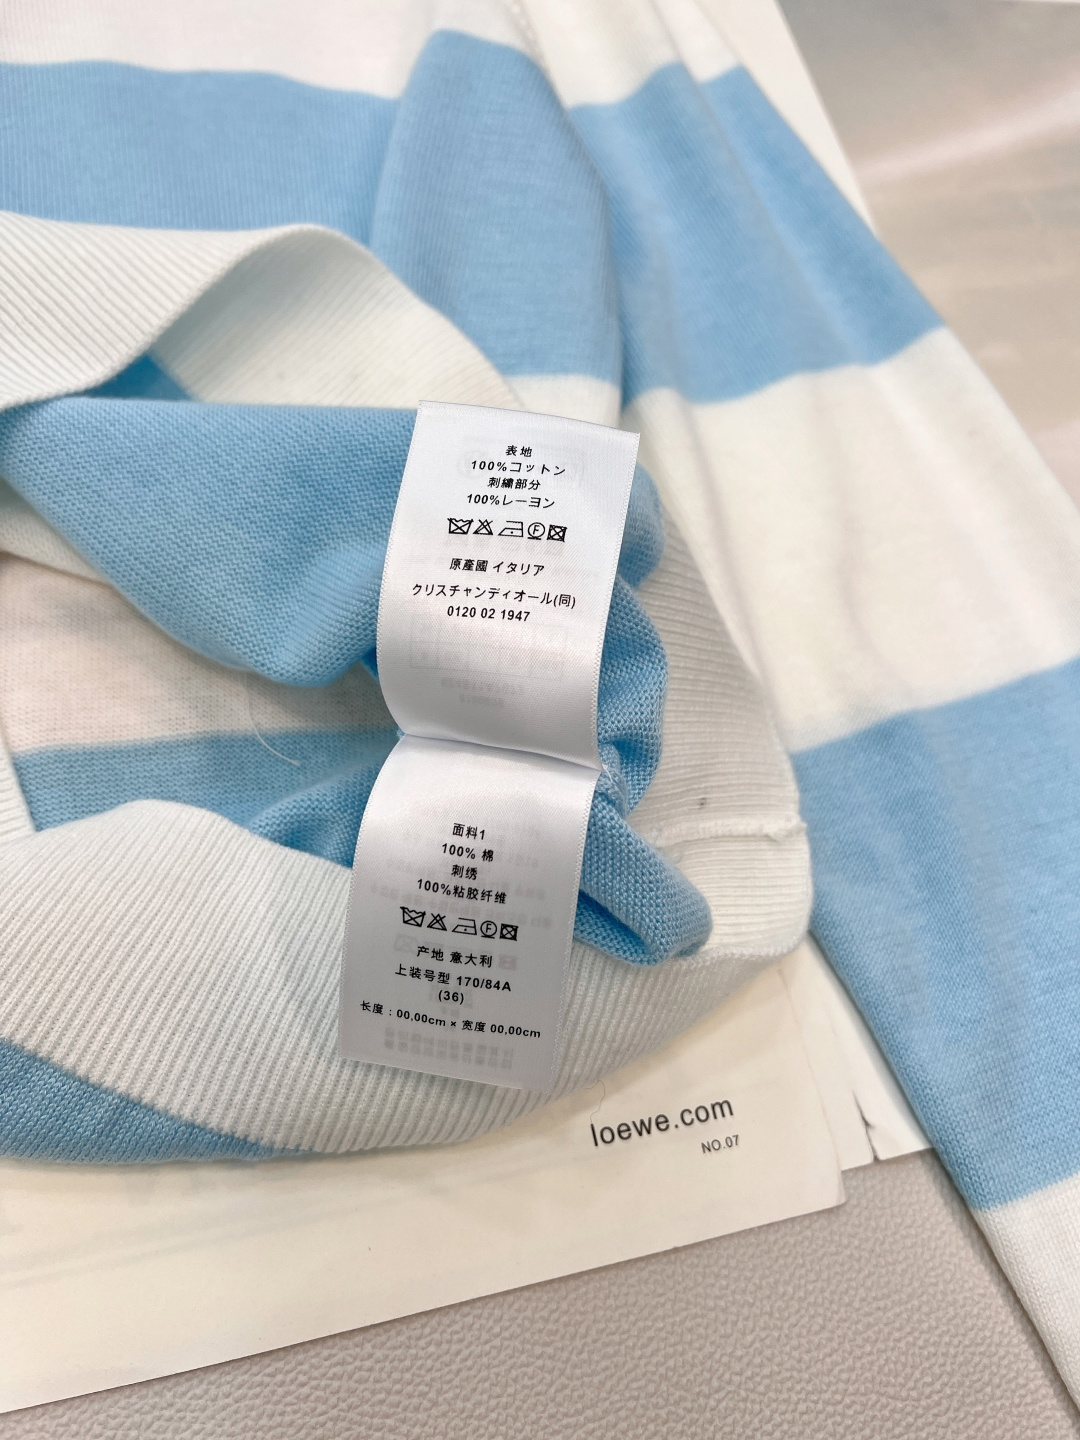 表地
100%コットン
刺繍部分
100%レーヨン
F
原產國 イタリア
クリスチャンディオール(同)
0120 02 1947
面料1
100% 棉
刺绣
100%粘胶纤维
F
产地 意大利
上装号型 170/84A
(36)
长度：00,00cm × 宽度 00,00cm
loewe.com
NO.07